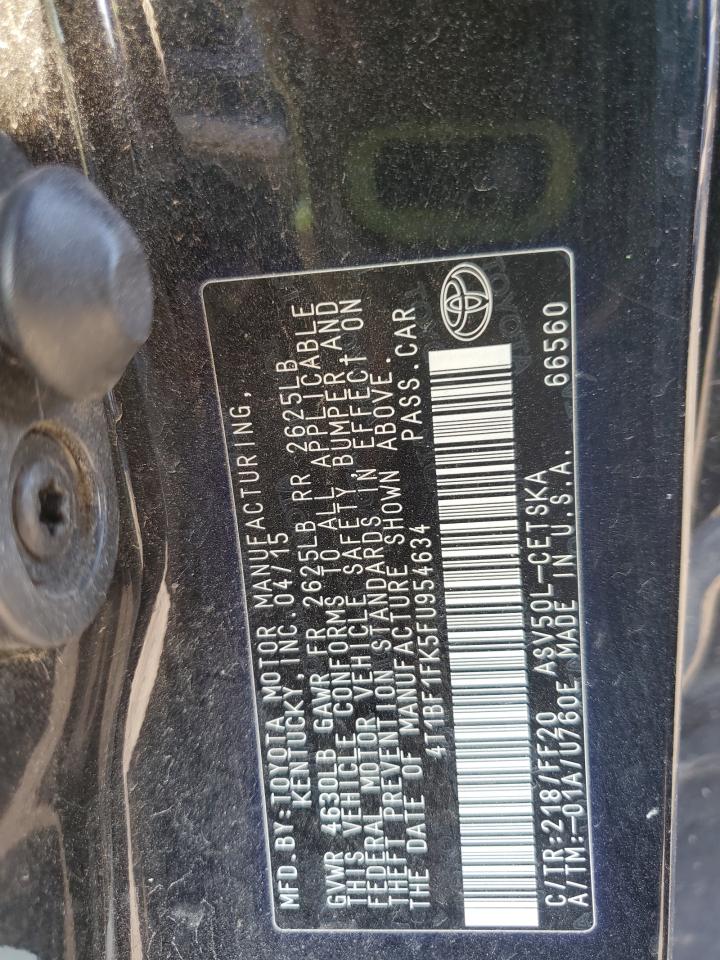 MFD.BY:TOYOTA MOTOR MANUFACTURING,
KENTUCKY, INC. 04/15
GVWR 4630LB GAWR FR 2625LB RR 2625LB
THIS VEHICLE CONFORMS TO ALL APPLICABLE
FEDERAL MOTOR VEHICLE SAFETY,BUMPER,AND
THEFT PREVENTION STANDARDS IN EFFECT ON
THE DATE OF MANUFACTURE SHOWN ABOVE.
4T1BF1FK5FU954634 PASS.CAR
C/TR:218/FF20 ASV50L-CETSKA 66560
A/TM:-01A/U760E MADE IN U.S.A.